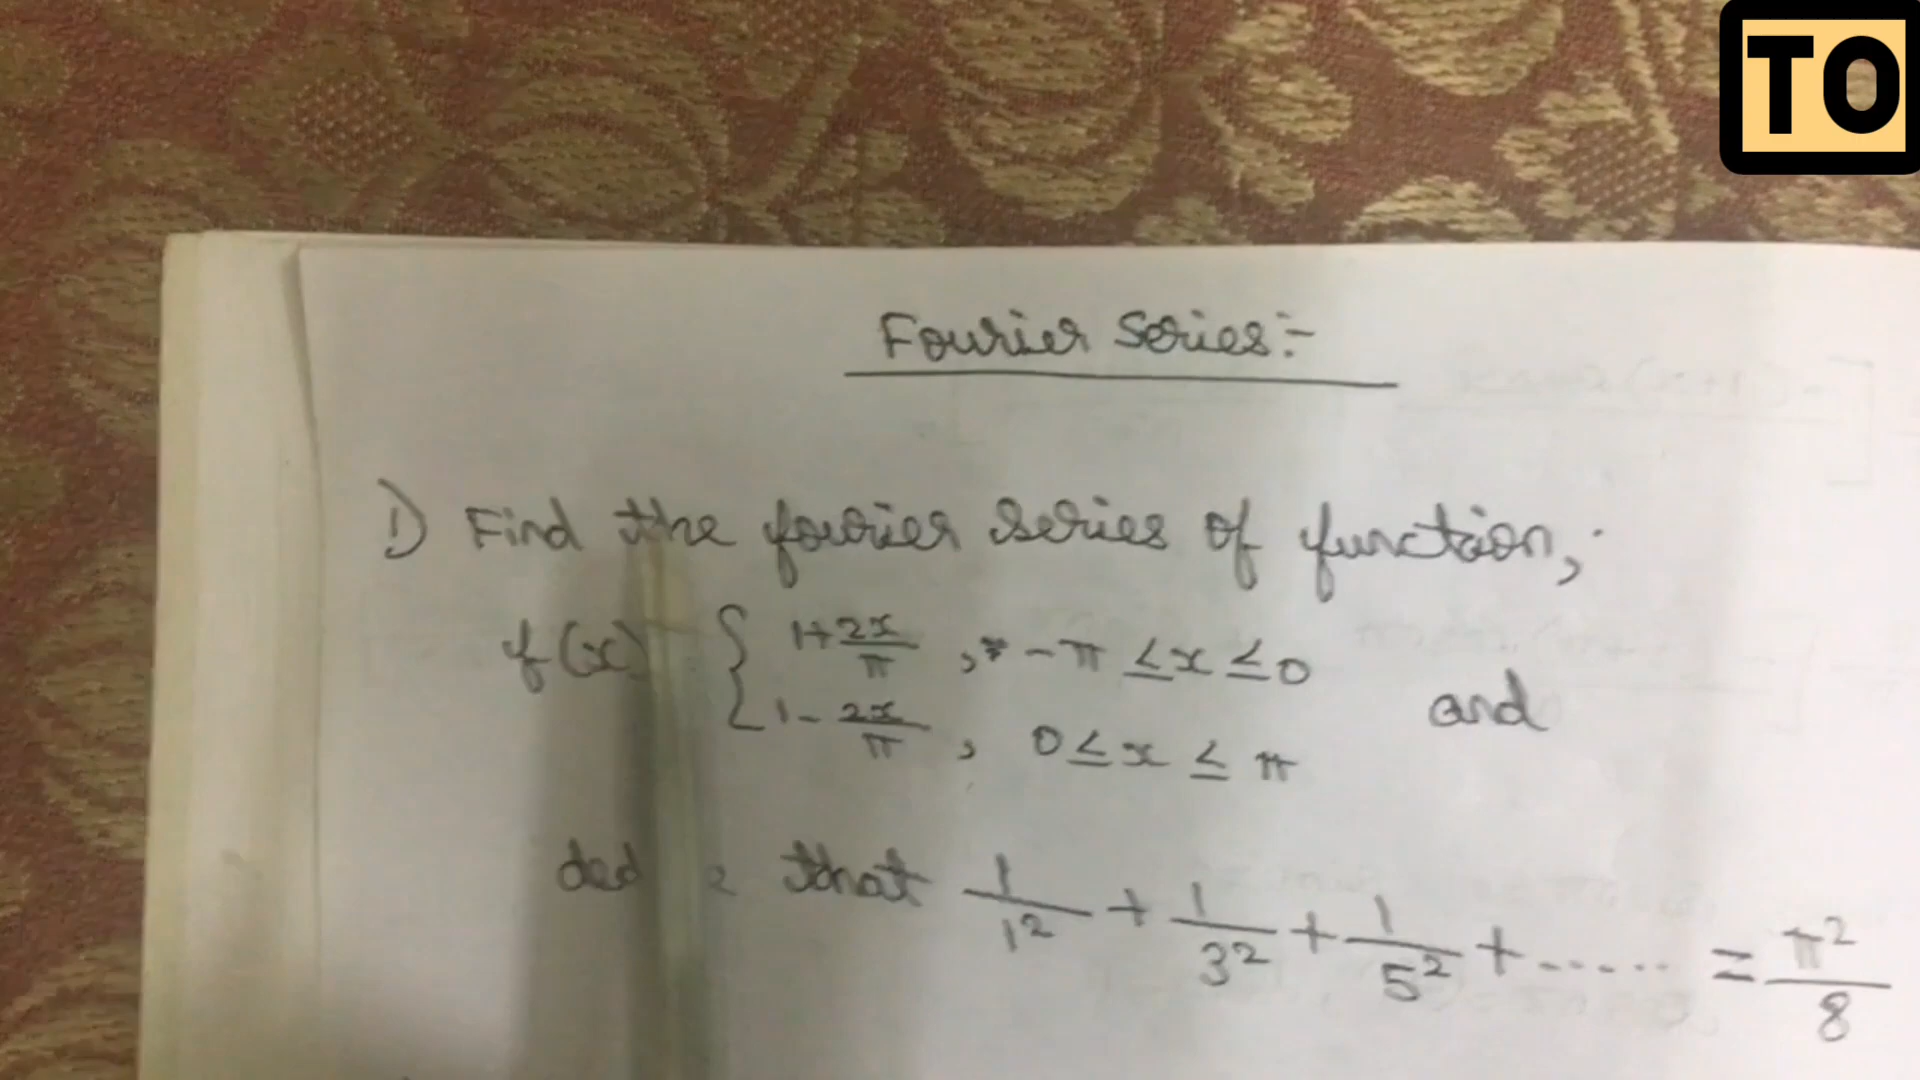 TO
Fourier Series:-
1) Find the fourier series of function,
f(x) { 1+2x/π , -π ≤ x ≤ 0
1 - 2x/π , 0 ≤ x ≤ π and
that 1/1² + 1/3² + 1/5² + ...... = π²/8